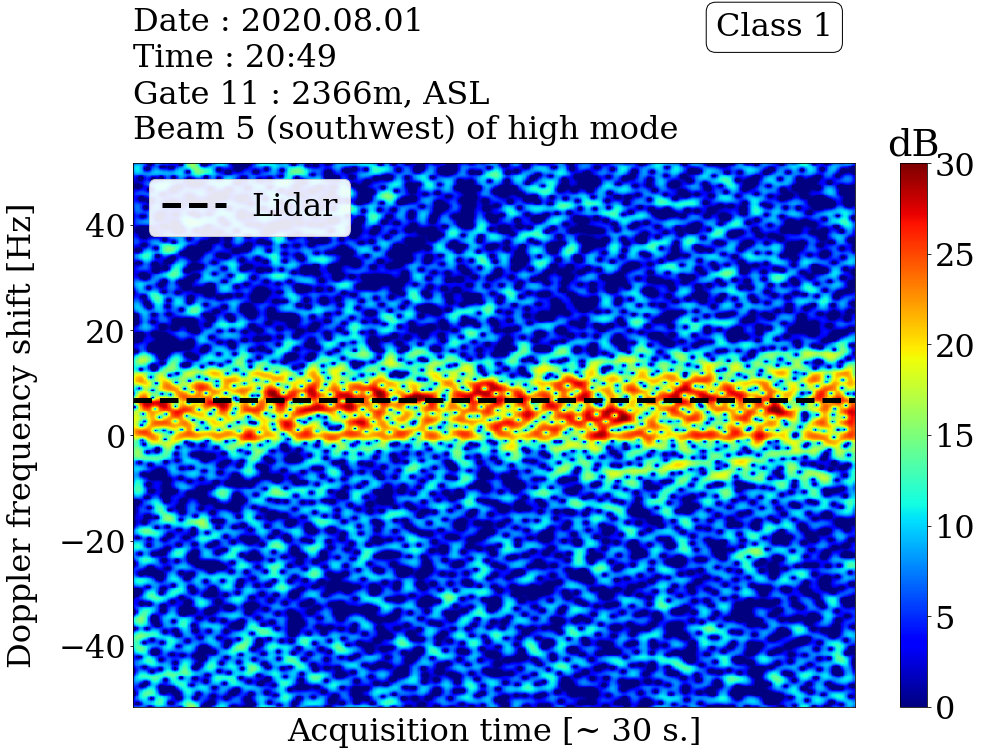 Date : 2020.08.01
Time : 20:49
Gate 11 : 2366m, ASL
Beam 5 (southwest) of high mode
Class 1
dB
Lidar
Doppler frequency shift [Hz]
40
20
0
−20
−40
Acquisition time [~ 30 s.]
30
25
20
15
10
5
0